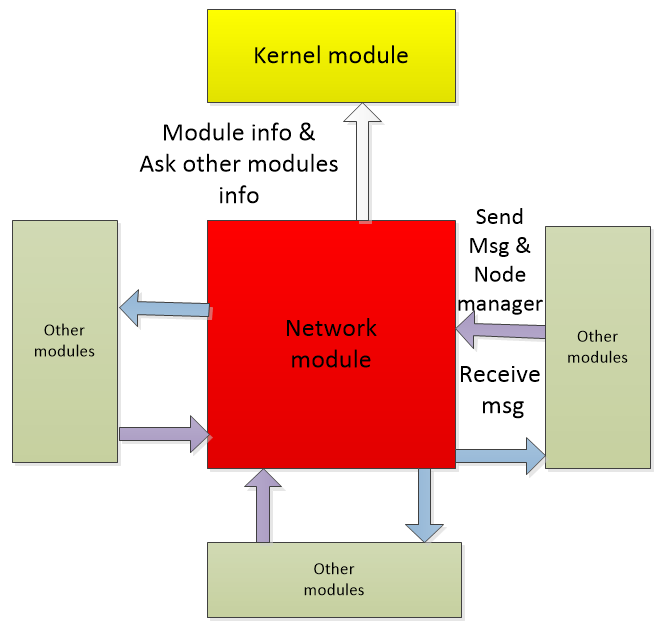 Kernel module
Module info &
Ask other modules
info
Send
Msg &
Node
manager
Other
modules
Network
module
Other
modules
Receive
msg
Other
modules